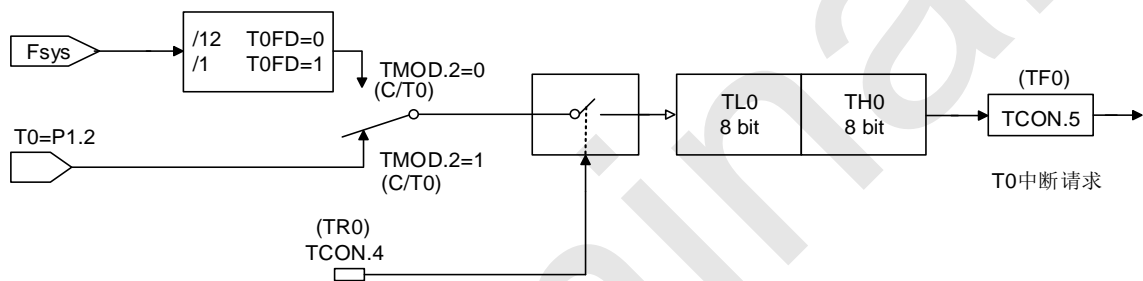 Fsys
/12 T0FD=0
/1 T0FD=1
TMOD.2=0
(C/T0)
T0=P1.2
TMOD.2=1
(C/T0)
(TR0)
TCON.4
TL0
8 bit
TH0
8 bit
(TF0)
TCON.5
T0中断请求